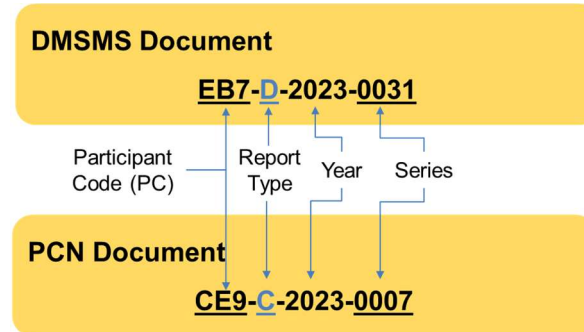 DMSMS Document
EB7-D-2023-0031
Participant
Code (PC)
Report
Type
Year
Series
PCN Document
CE9-C-2023-0007